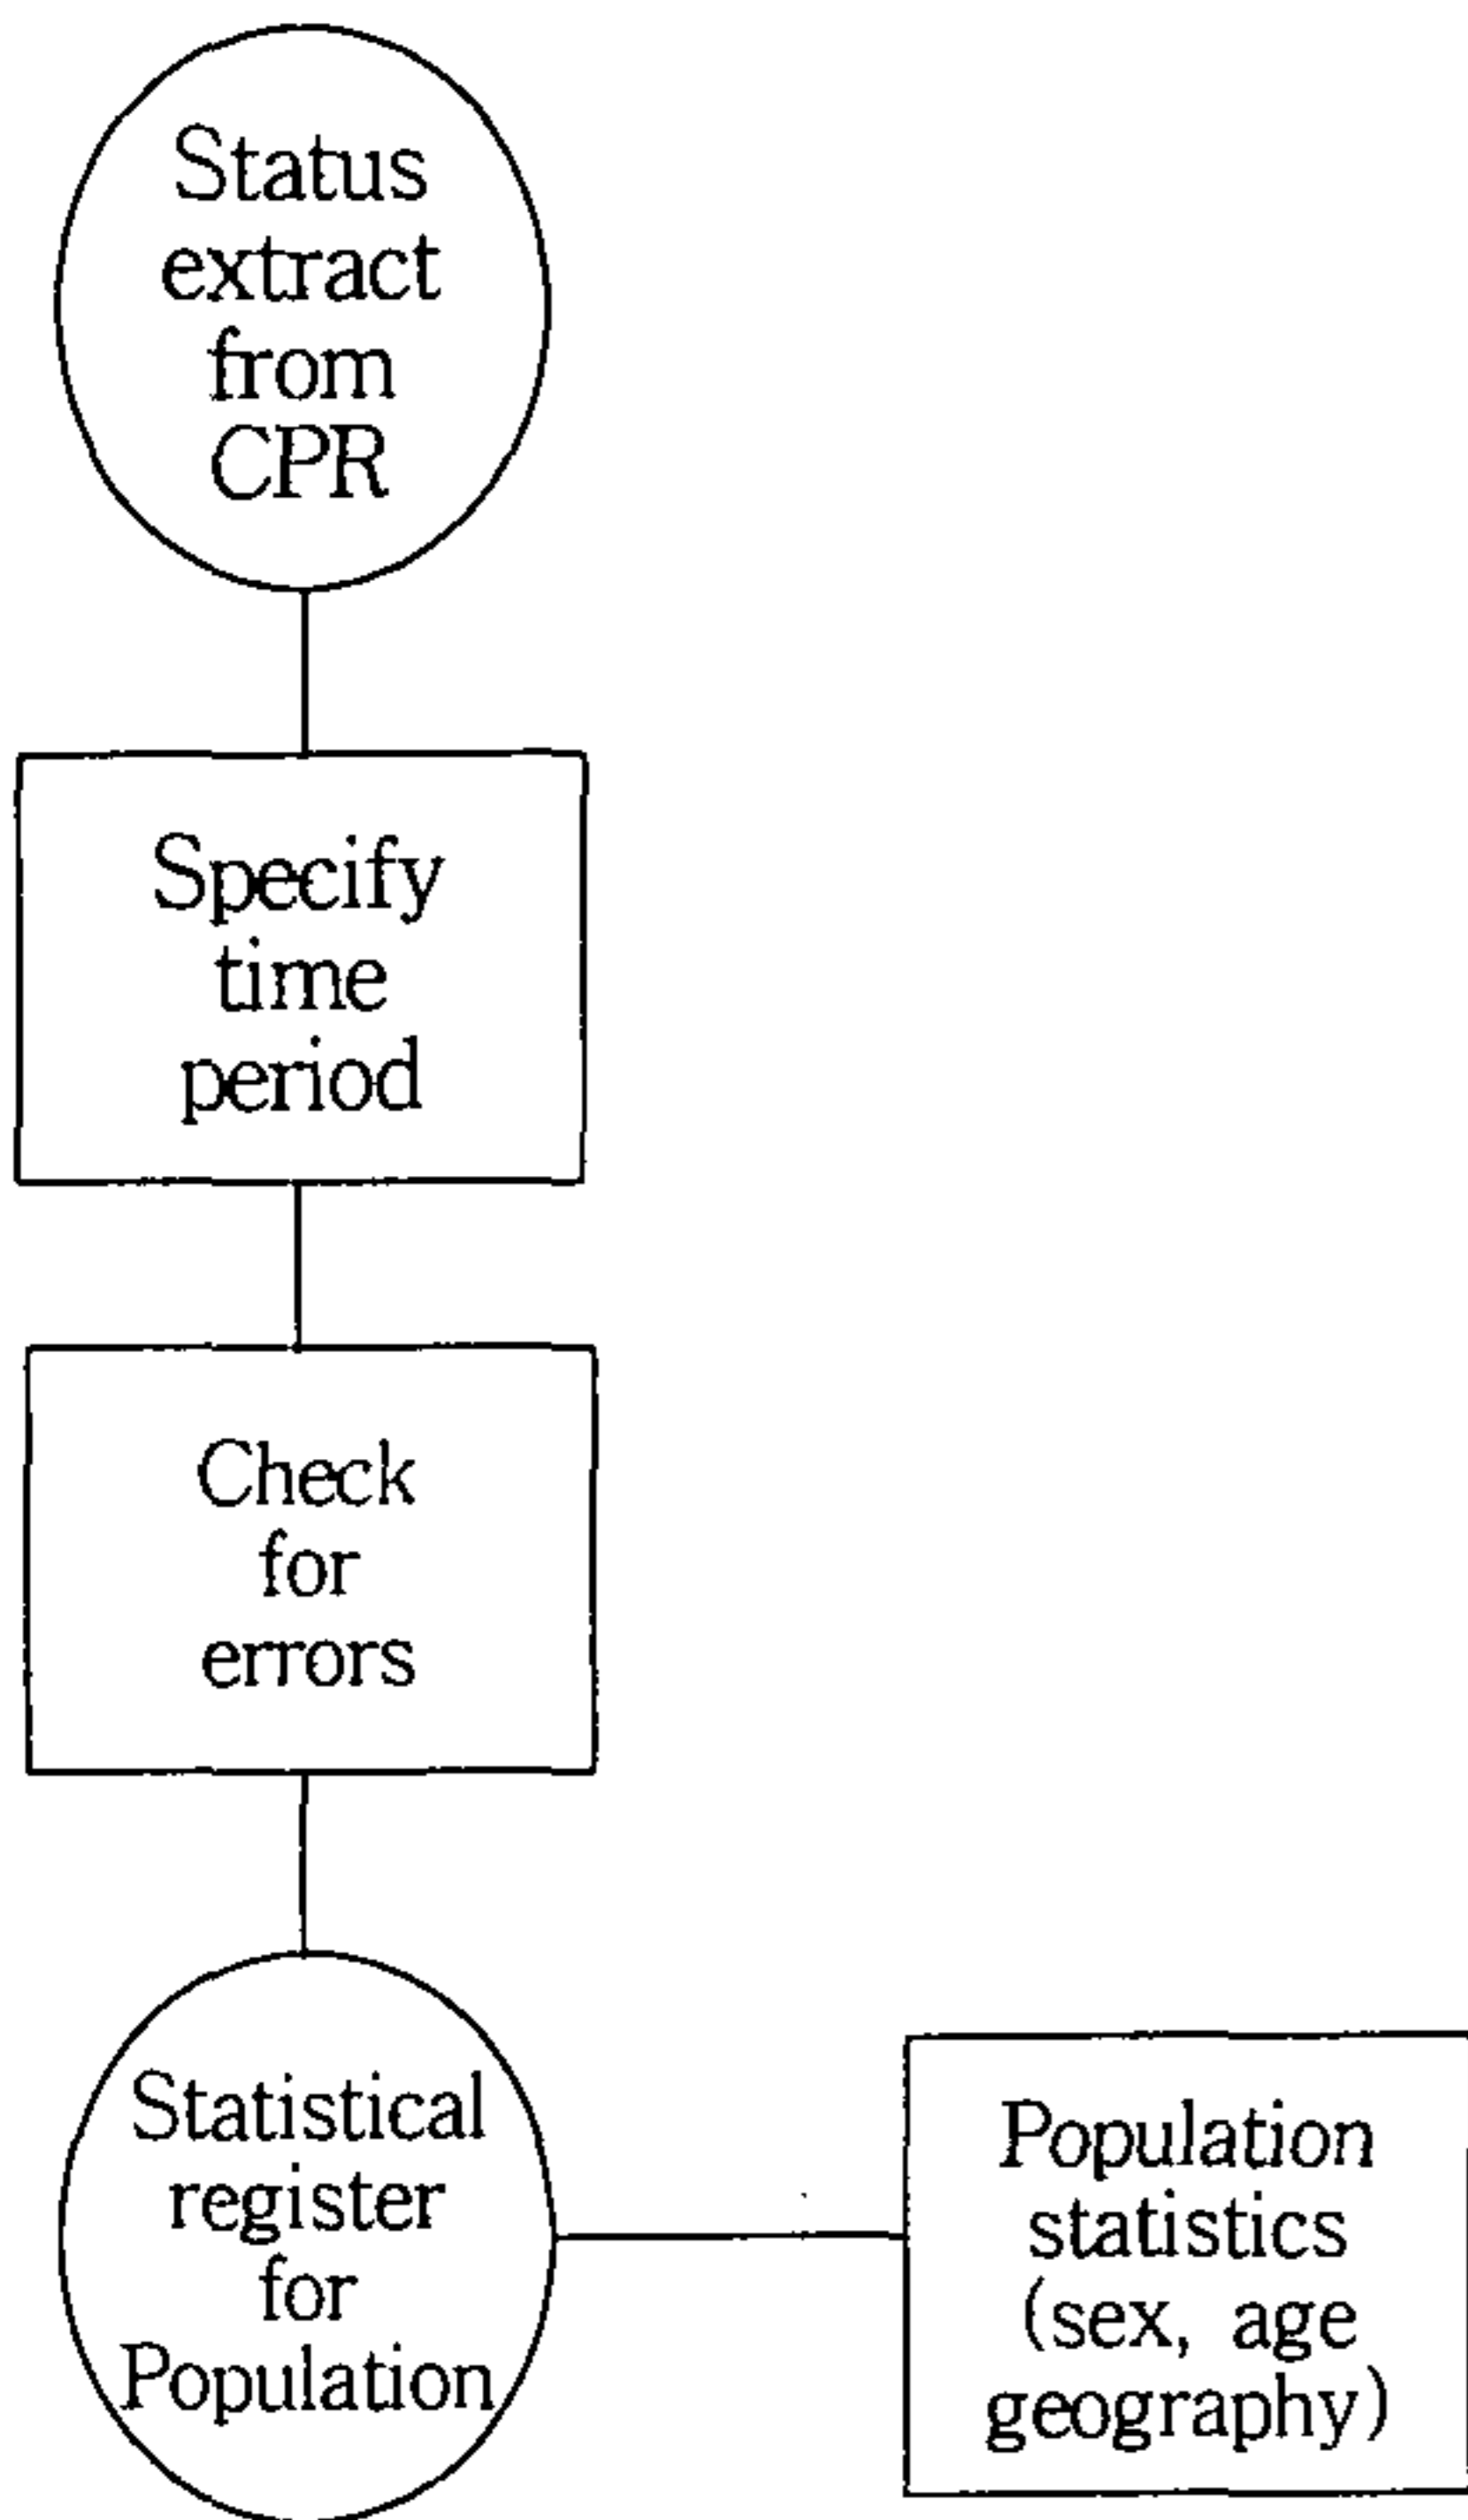 Status
extract
from
CPR
Specify
time
period
Check
for
errors
Statistical
register
for
Population
Population
statistics
(sex, age
geography)